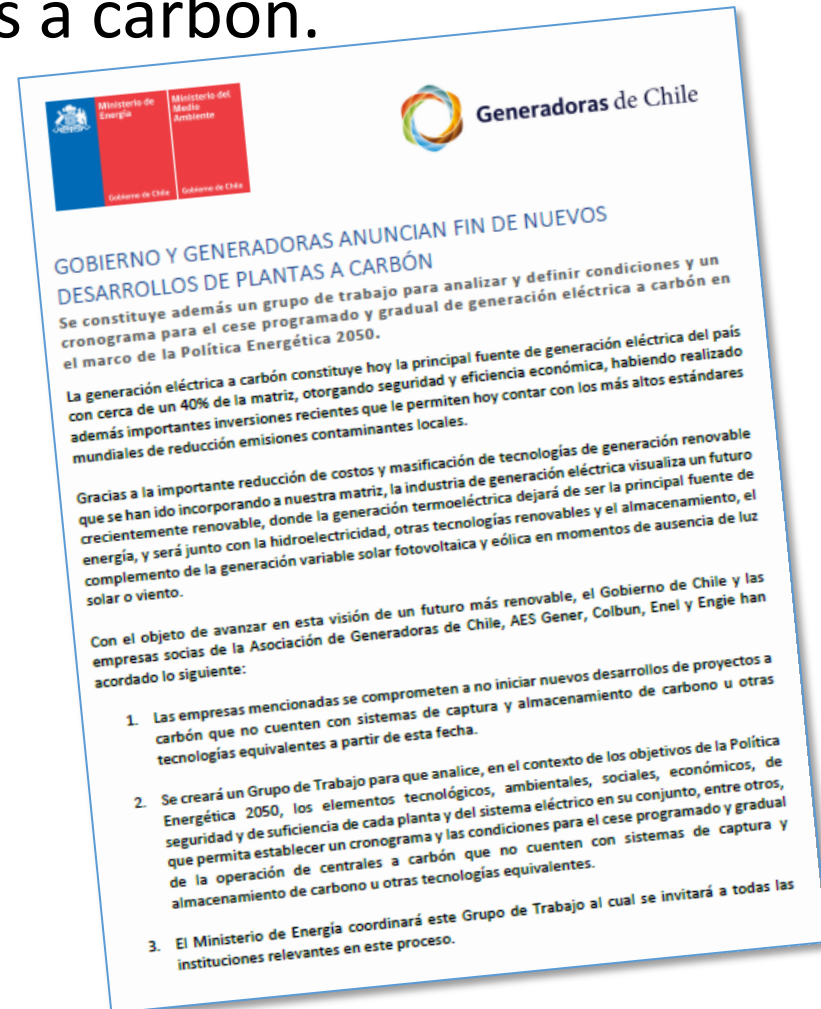 s a carbón.
Ministerio de
Energía
Gobierno de Chile
Ministerio del
Medio
Ambiente
Gobierno de Chile
Generadoras de Chile
GOBIERNO Y GENERADORAS ANUNCIAN FIN DE NUEVOS
DESARROLLOS DE PLANTAS A CARBÓN
Se constituye además un grupo de trabajo para analizar y definir condiciones y un
cronograma para el cese programado y gradual de generación eléctrica a carbón en
el marco de la Política Energética 2050.
La generación eléctrica a carbón constituye hoy la principal fuente de generación eléctrica del país
con cerca de un 40% de la matriz, otorgando seguridad y eficiencia económica, habiendo realizado
además importantes inversiones recientes que le permiten hoy contar con los más altos estándares
mundiales de reducción emisiones contaminantes locales.
Gracias a la importante reducción de costos y masificación de tecnologías de generación renovable
que se han ido incorporando a nuestra matriz, la industria de generación eléctrica visualiza un futuro
crecientemente renovable, donde la generación termoeléctrica dejará de ser la principal fuente de
energía, y será junto con la hidroelectricidad, otras tecnologías renovables y el almacenamiento, el
complemento de la generación variable solar fotovoltaica y eólica en momentos de ausencia de luz
solar o viento.
Con el objeto de avanzar en esta visión de un futuro más renovable, el Gobierno de Chile y las
empresas socias de la Asociación de Generadoras de Chile, AES Gener, Colbun, Enel y Engie han
acordado lo siguiente:
1. Las empresas mencionadas se comprometen a no iniciar nuevos desarrollos de proyectos a
carbón que no cuenten con sistemas de captura y almacenamiento de carbono u otras
tecnologías equivalentes a partir de esta fecha.
2. Se creará un Grupo de Trabajo para que analice, en el contexto de los objetivos de la Política
Energética 2050, los elementos tecnológicos, ambientales, sociales, económicos, de
seguridad y de suficiencia de cada planta y del sistema eléctrico en su conjunto, entre otros,
que permita establecer un cronograma y las condiciones para el cese programado y gradual
de la operación de centrales a carbón que no cuenten con sistemas de captura y
almacenamiento de carbono u otras tecnologías equivalentes.
3. El Ministerio de Energía coordinará este Grupo de Trabajo al cual se invitará a todas las
instituciones relevantes en este proceso.